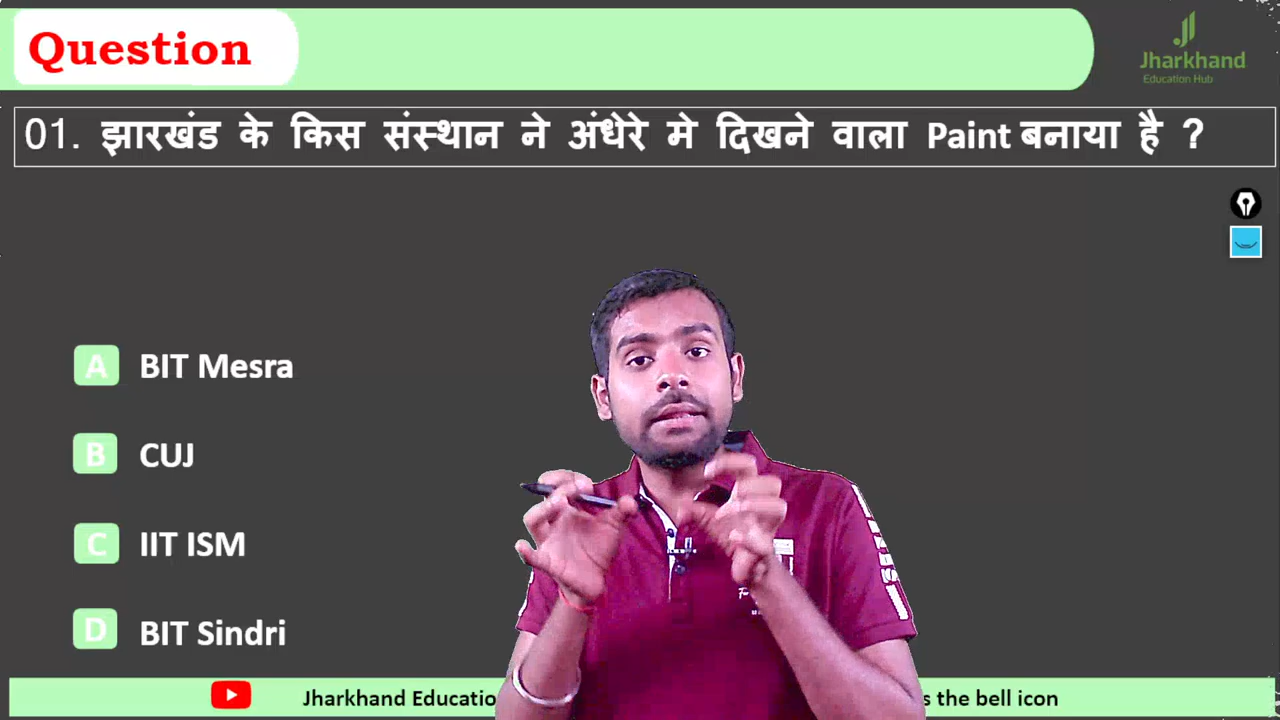 Question
Jharkhand
Education Hub
01. झारखंड के किस संस्थान ने अंधेरे मे दिखने वाला Paint बनाया है ?
A BIT Mesra
B CUJ
C IIT ISM
D BIT Sindri
Jharkhand Educatio the bell icon